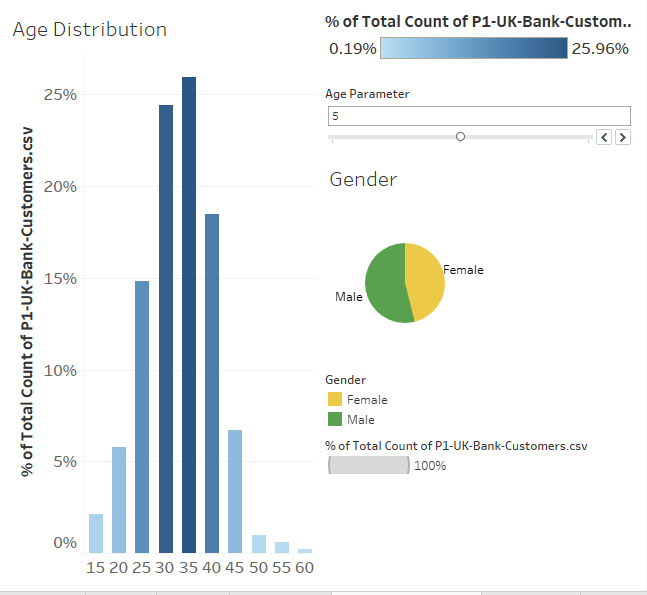 Age Distribution
% of Total Count of P1-UK-Bank-Custom..
0.19%
25.96%
Age Parameter
5
Gender
Female
Male
Gender
Female
Male
% of Total Count of P1-UK-Bank-Customers.csv
100%
% of Total Count of P1-UK-Bank-Customers.csv
25%
20%
15%
10%
5%
0%
15 20 25 30 35 40 45 50 55 60